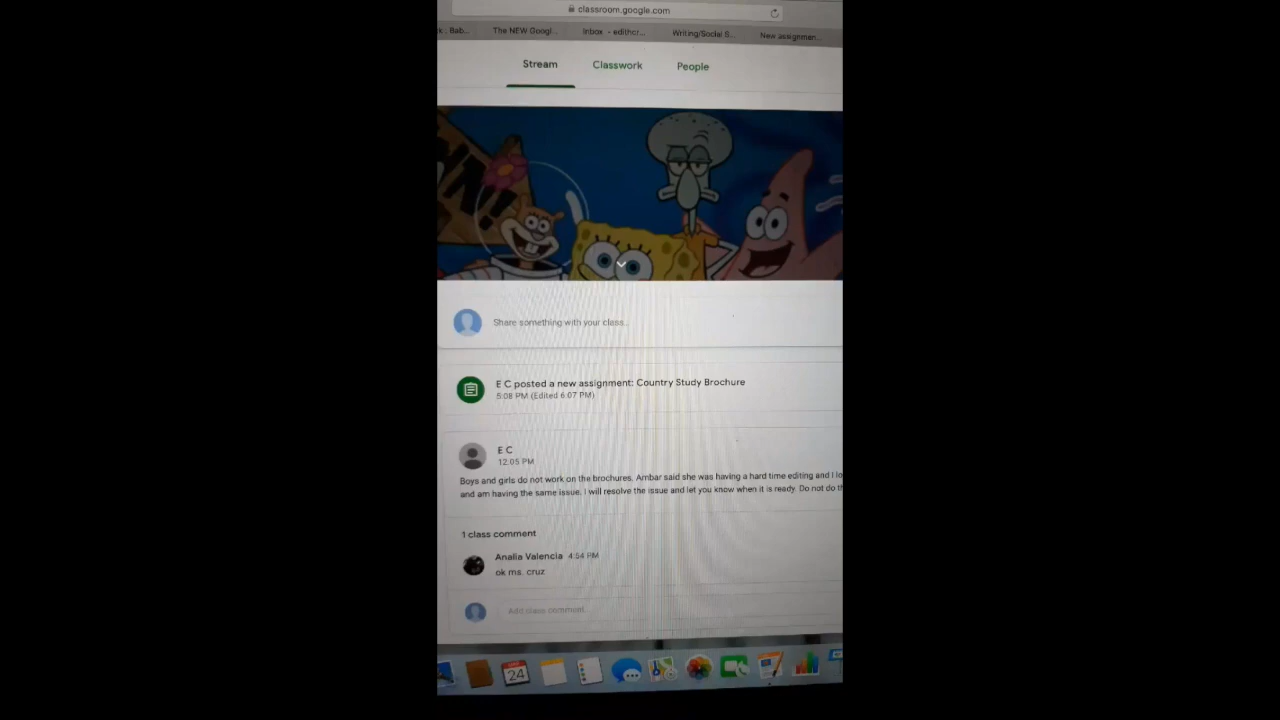 classroom.google.com
k . Bab... The NEW Googl... Inbox - edithcr... Writing/Social S... New assignmen...
Stream Classwork People
Share something with your class...
E C posted a new assignment: Country Study Brochure
5:08 PM (Edited 6:07 PM)
E C
12:05 PM
Boys and girls do not work on the brochures. Ambar said she was having a hard time editing and I lo
and am having the same issue. I will resolve the issue and let you know when it is ready. Do not do th
1 class comment
Analia Valencia 4:54 PM
ok ms. cruz
Add class comment...
24